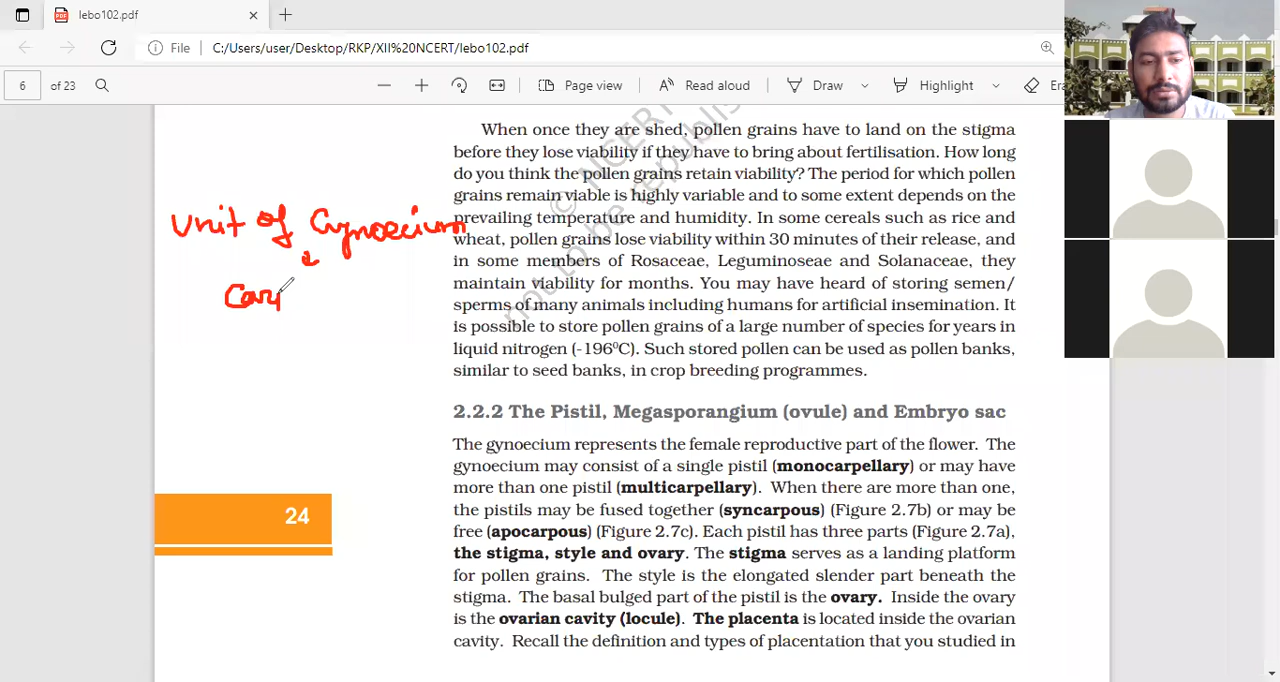 lebo102.pdf
File C:/Users/user/Desktop/RKP/XII%20NCERT/lebo102.pdf
6 of 23 Page view Read aloud Draw Highlight Era
When once they are shed, pollen grains have to land on the stigma
before they lose viability if they have to bring about fertilisation. How long
do you think the pollen grains retain viability? The period for which pollen
grains remain viable is highly variable and to some extent depends on the
prevailing temperature and humidity. In some cereals such as rice and
wheat, pollen grains lose viability within 30 minutes of their release, and
in some members of Rosaceae, Leguminoseae and Solanaceae, they
maintain viability for months. You may have heard of storing semen/
sperms of many animals including humans for artificial insemination. It
is possible to store pollen grains of a large number of species for years in
liquid nitrogen (-196⁰C). Such stored pollen can be used as pollen banks,
similar to seed banks, in crop breeding programmes.
© NCERT
not to be republis
Unit of Gynoecium
Carp
2.2.2 The Pistil, Megasporangium (ovule) and Embryo sac
The gynoecium represents the female reproductive part of the flower. The
gynoecium may consist of a single pistil (monocarpellary) or may have
more than one pistil (multicarpellary). When there are more than one,
the pistils may be fused together (syncarpous) (Figure 2.7b) or may be
free (apocarpous) (Figure 2.7c). Each pistil has three parts (Figure 2.7a),
the stigma, style and ovary. The stigma serves as a landing platform
for pollen grains. The style is the elongated slender part beneath the
stigma. The basal bulged part of the pistil is the ovary. Inside the ovary
is the ovarian cavity (locule). The placenta is located inside the ovarian
cavity. Recall the definition and types of placentation that you studied in
24